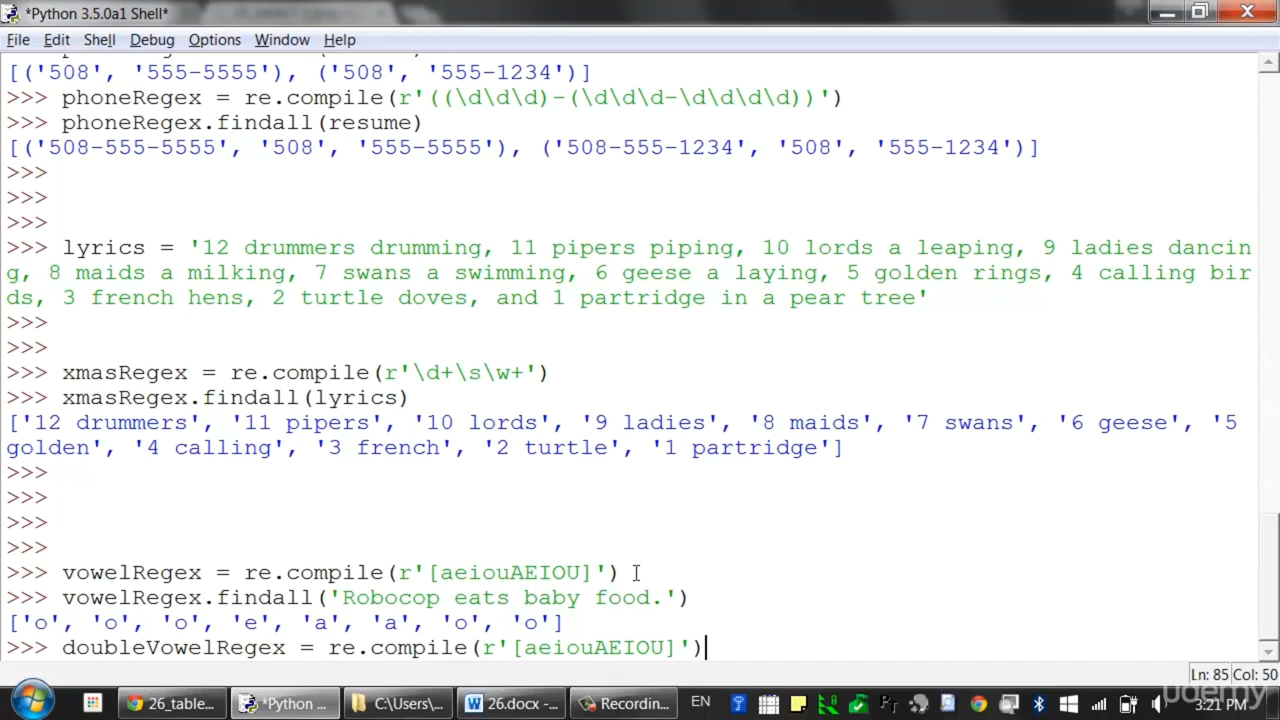 *Python 3.5.0a1 Shell*
File Edit Shell Debug Options Window Help
[('508', '555-5555'), ('508', '555-1234')]
>>> phoneRegex = re.compile(r'((\d\d\d)-(\d\d\d-\d\d\d\d))')
>>> phoneRegex.findall(resume)
[('508-555-5555', '508', '555-5555'), ('508-555-1234', '508', '555-1234')]
>>>
>>>
>>>
>>> lyrics = '12 drummers drumming, 11 pipers piping, 10 lords a leaping, 9 ladies dancin
g, 8 maids a milking, 7 swans a swimming, 6 geese a laying, 5 golden rings, 4 calling bir
ds, 3 french hens, 2 turtle doves, and 1 partridge in a pear tree'
>>>
>>>
>>> xmasRegex = re.compile(r'\d+\s\w+')
>>> xmasRegex.findall(lyrics)
['12 drummers', '11 pipers', '10 lords', '9 ladies', '8 maids', '7 swans', '6 geese', '5
golden', '4 calling', '3 french', '2 turtle', '1 partridge']
>>>
>>>
>>>
>>>
>>> vowelRegex = re.compile(r'[aeiouAEIOU]')
>>> vowelRegex.findall('Robocop eats baby food.')
['o', 'o', 'o', 'e', 'a', 'a', 'o', 'o']
>>> doubleVowelRegex = re.compile(r'[aeiouAEIOU]')
Ln: 85 Col: 50
26_table... *Python ... C:\Users\... 26.docx -... Recordin... EN 3:21 PM
udemy